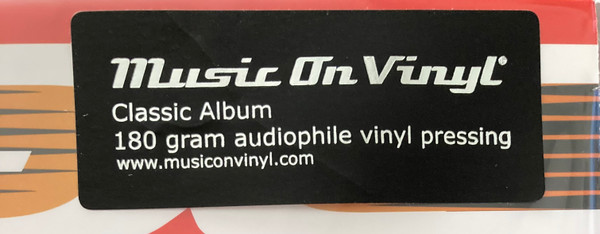 Music On Vinyl®
Classic Album
180 gram audiophile vinyl pressing
www.musiconvinyl.com